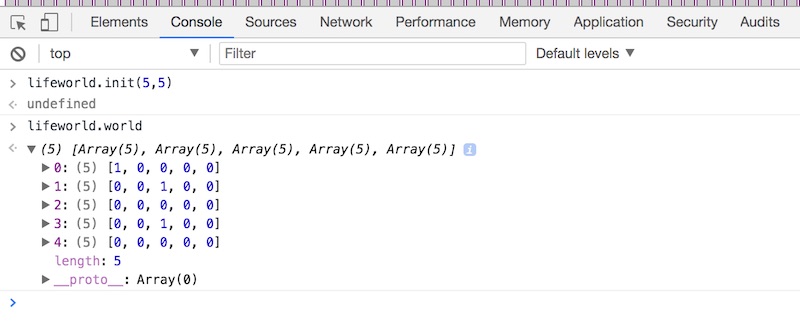 Elements Console Sources Network Performance Memory Application Security Audits
top Filter Default levels
lifeworld.init(5,5)
undefined
lifeworld.world
(5) [Array(5), Array(5), Array(5), Array(5), Array(5)] i
0: (5) [1, 0, 0, 0, 0]
1: (5) [0, 0, 1, 0, 0]
2: (5) [0, 0, 0, 0, 0]
3: (5) [0, 0, 1, 0, 0]
4: (5) [0, 0, 0, 0, 0]
length: 5
__proto__: Array(0)